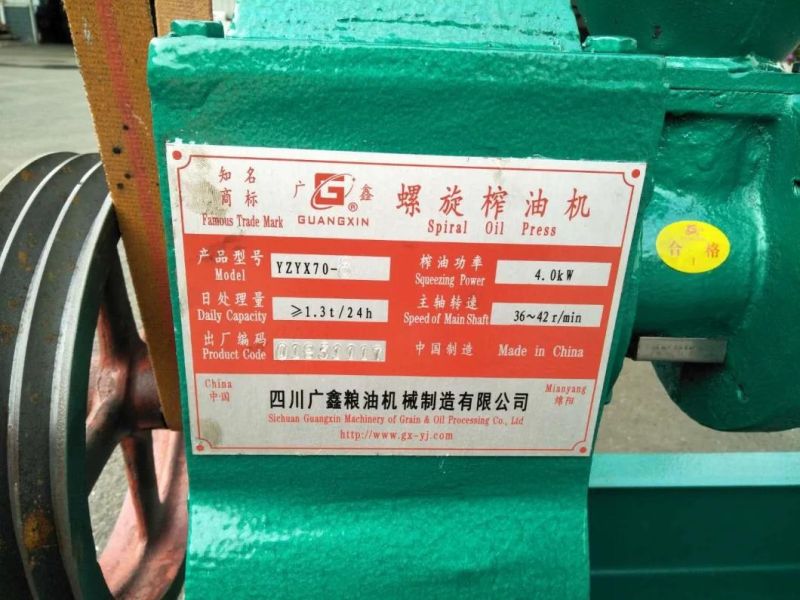 知名
商标
Famous Trade Mark
广 G 鑫
®
GUANGXIN
螺旋榨油机
Spiral Oil Press
产品型号
Model
YZYX70-8
榨油功率
Squeezing Power
4.0kW
日处理量
Daily Capacity
≥1.3t/24h
主轴转速
Speed of Main Shaft
36~42r/min
出厂编码
Product Code
中国制造 Made in China
China
中国
四川广鑫粮油机械制造有限公司
Sichuan Guangxin Machinery of Grain & Oil Processing Co., Ltd
http://www.gx-yj.com
Mianyang
绵阳
合格